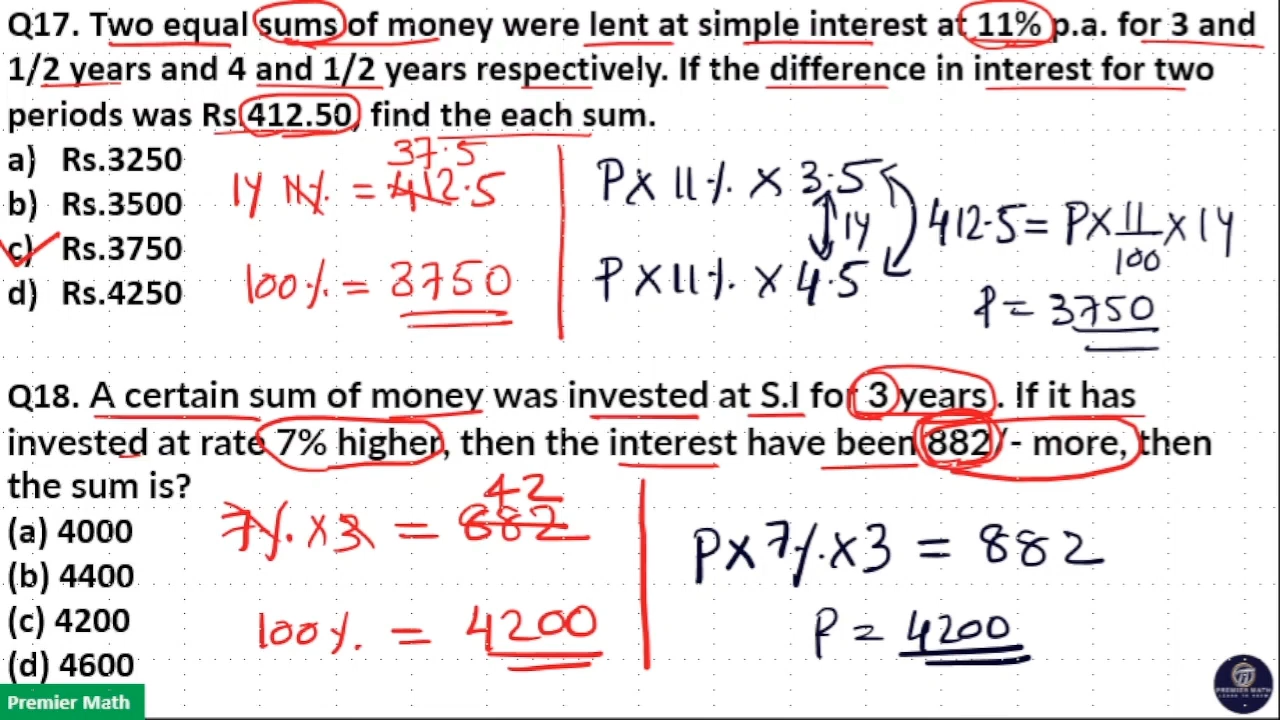 Q17. Two equal sums of money were lent at simple interest at 11% p.a. for 3 and
1/2 years and 4 and 1/2 years respectively. If the difference in interest for two
periods was Rs.412.50, find the each sum.
a) Rs.3250
b) Rs.3500
c) Rs.3750
d) Rs.4250
37.5
1Y 11% = 412.5
100% = 3750
P X 11% X 3.5
1Y
P X 11% X 4.5
412.5 = P X 11/100 X 1Y
P = 3750
Q18. A certain sum of money was invested at S.I for 3 years. If it has
invested at rate 7% higher, then the interest have been 882/- more, then
the sum is?
(a) 4000
(b) 4400
(c) 4200
(d) 4600
42
7% X 3 = 882
100% = 4200
P X 7% X 3 = 882
P = 4200
Premier Math
PREMIER MATH